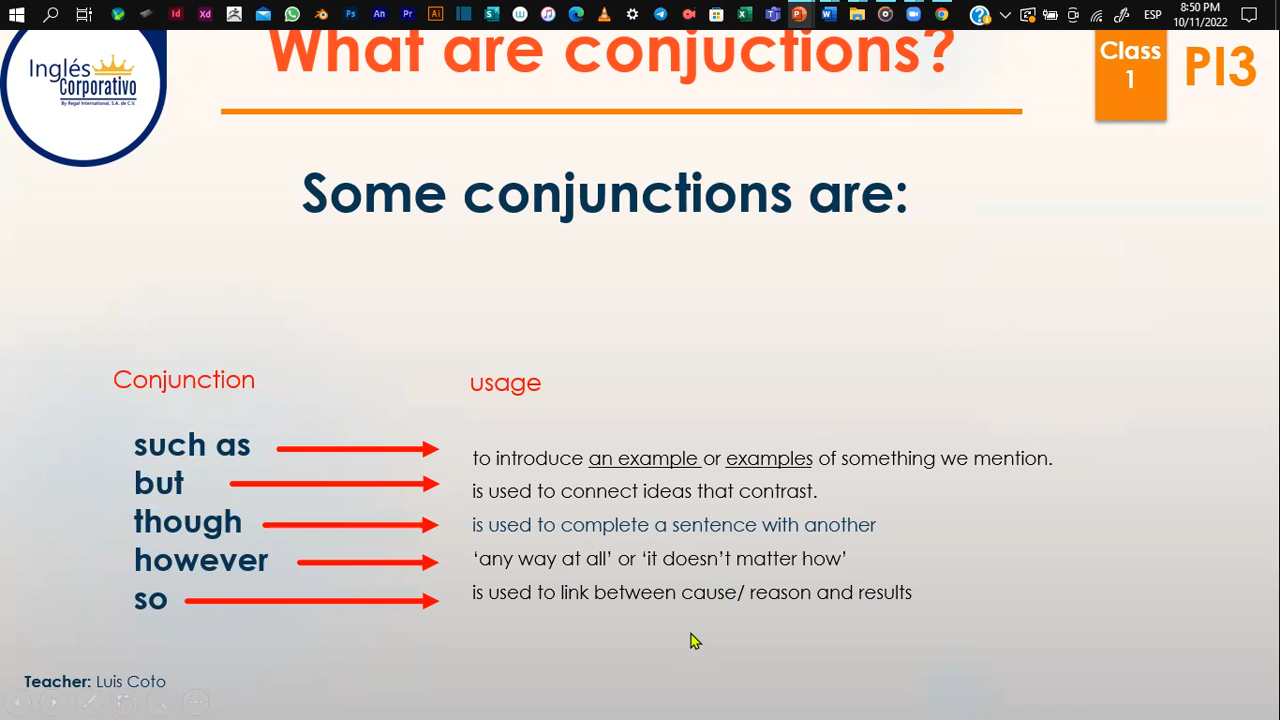 8:50 PM
ESP
10/11/2022
What are conjuctions?
Class
1
PI3
Inglés
Corporativo
By Regal International, S.A. de C.V.
Some conjunctions are:
Conjunction
usage
such as
to introduce an example or examples of something we mention.
but
is used to connect ideas that contrast.
though
is used to complete a sentence with another
however
‘any way at all’ or ‘it doesn’t matter how’
so
is used to link between cause/ reason and results
Teacher: Luis Coto